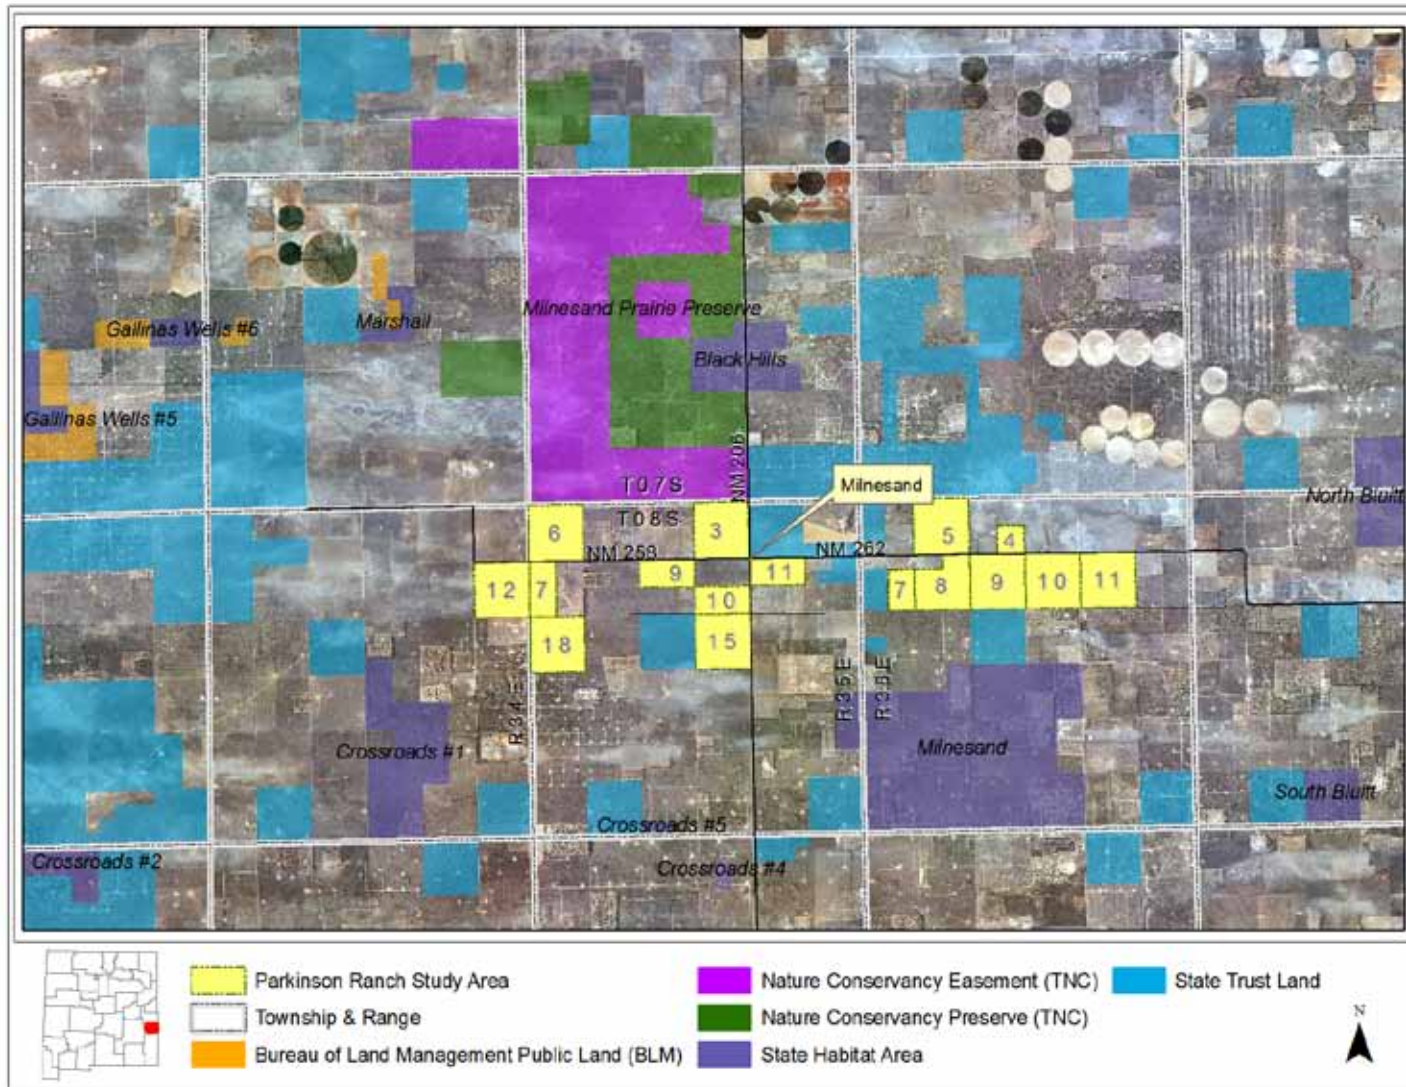 Gallinas Wells #6
Marshall
Milnesand Prairie Preserve
Black Hills
Gallinas Wells #5
NM 206
T07S
Milnesand
North Bluitt
T08S
6
3
5
4
NM 258
NM 262
12
7
9
11
7
8
9
10
11
10
18
15
R34E
R35E
R36E
Crossroads #1
Milnesand
South Bluitt
Crossroads #5
Crossroads #2
Crossroads #4
Parkinson Ranch Study Area
Township & Range
Bureau of Land Management Public Land (BLM)
Nature Conservancy Easement (TNC)
Nature Conservancy Preserve (TNC)
State Habitat Area
State Trust Land
N